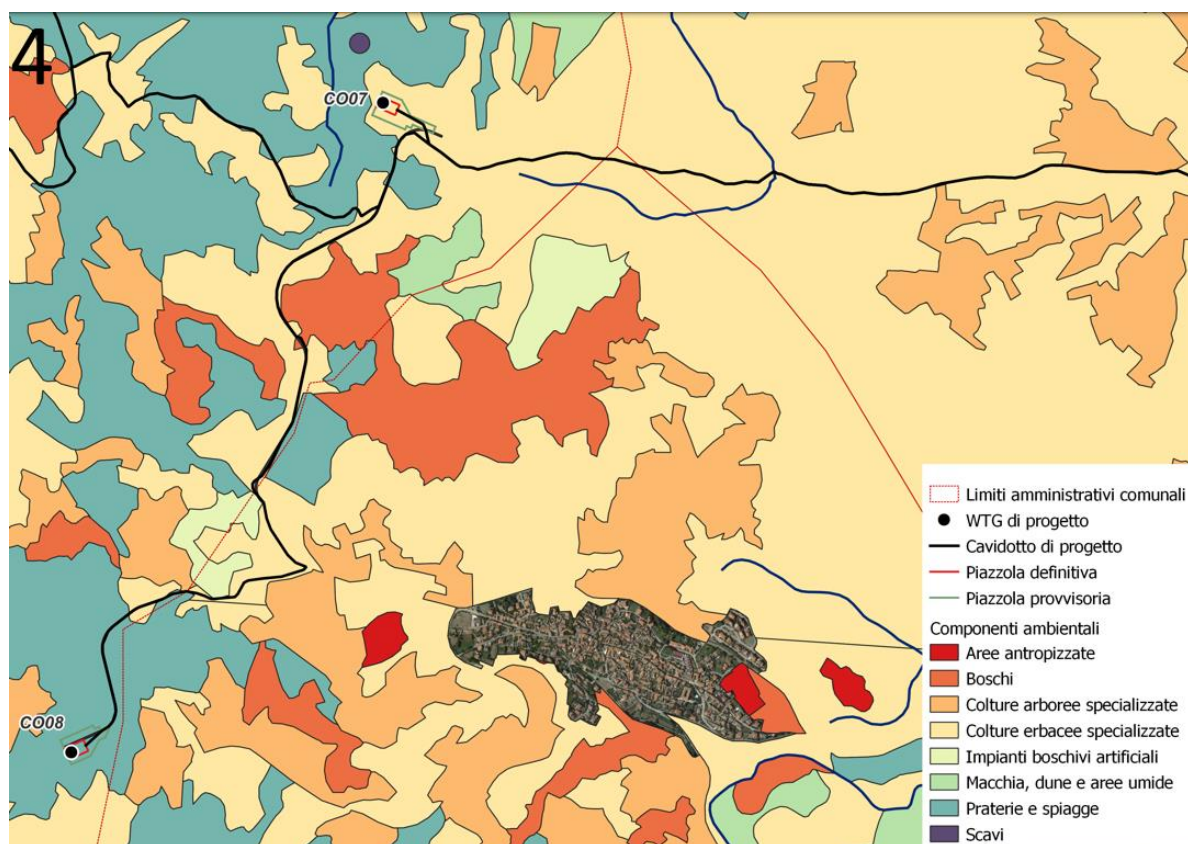 4
CO07
CO08
Limiti amministrativi comunali
WTG di progetto
Cavidotto di progetto
Piazzola definitiva
Piazzola provvisoria
Componenti ambientali
Aree antropizzate
Boschi
Colture arboree specializzate
Colture erbacee specializzate
Impianti boschivi artificiali
Macchia, dune e aree umide
Praterie e spiagge
Scavi